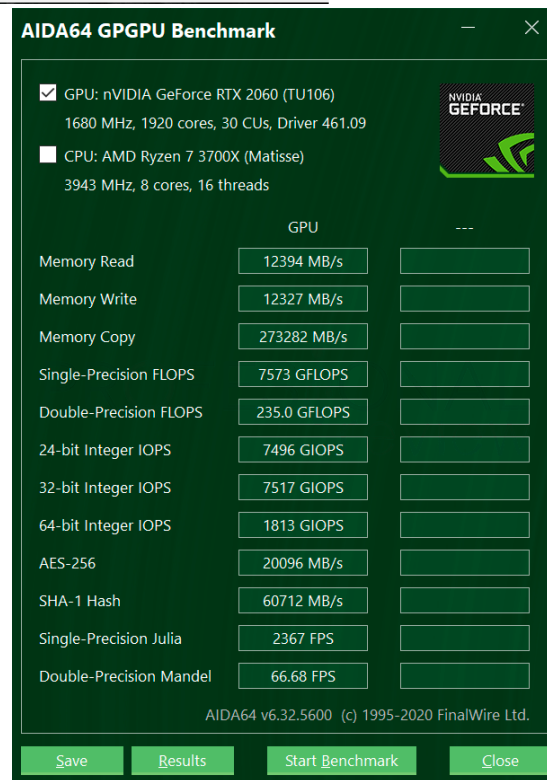 AIDA64 GPGPU Benchmark
GPU: nVIDIA GeForce RTX 2060 (TU106)
1680 MHz, 1920 cores, 30 CUs, Driver 461.09
CPU: AMD Ryzen 7 3700X (Matisse)
3943 MHz, 8 cores, 16 threads
NVIDIA
GEFORCE
GPU ---
Memory Read 12394 MB/s
Memory Write 12327 MB/s
Memory Copy 273282 MB/s
Single-Precision FLOPS 7573 GFLOPS
Double-Precision FLOPS 235.0 GFLOPS
24-bit Integer IOPS 7496 GIOPS
32-bit Integer IOPS 7517 GIOPS
64-bit Integer IOPS 1813 GIOPS
AES-256 20096 MB/s
SHA-1 Hash 60712 MB/s
Single-Precision Julia 2367 FPS
Double-Precision Mandel 66.68 FPS
AIDA64 v6.32.5600 (c) 1995-2020 FinalWire Ltd.
Save Results Start Benchmark Close